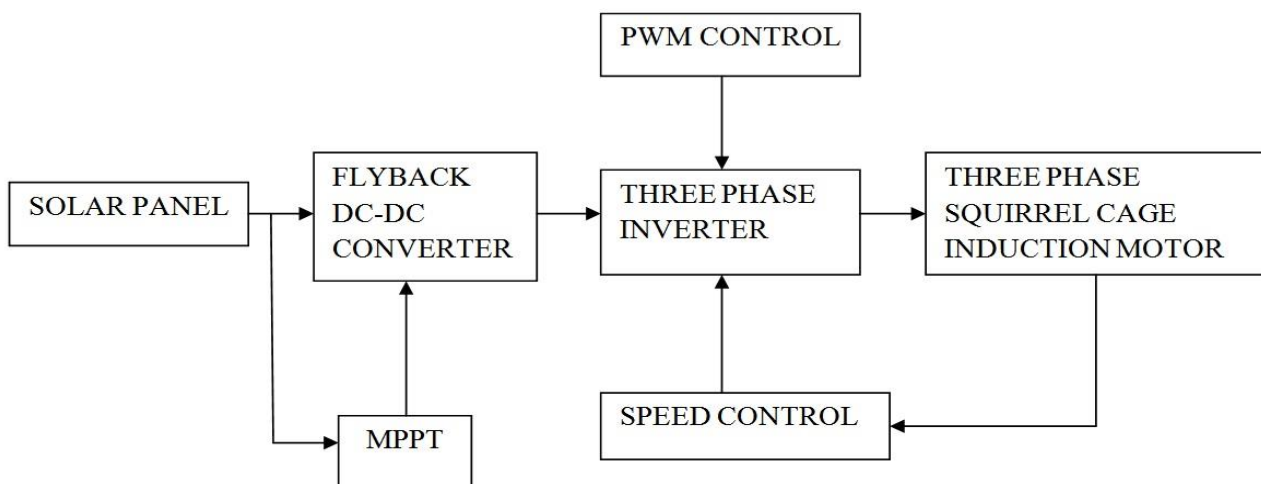 PWM CONTROL
SOLAR PANEL
FLYBACK
DC-DC
CONVERTER
THREE PHASE
INVERTER
THREE PHASE
SQUIRREL CAGE
INDUCTION MOTOR
MPPT
SPEED CONTROL